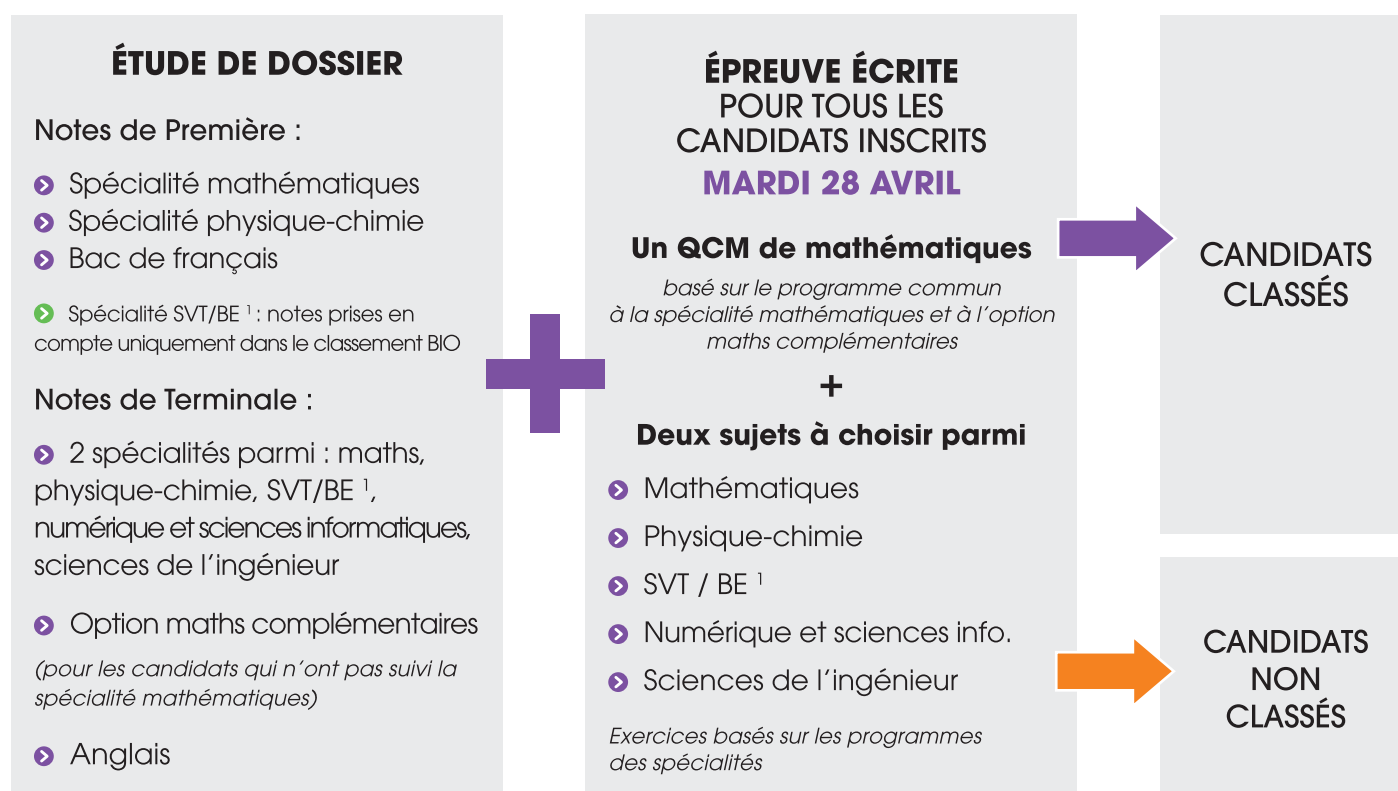 ÉTUDE DE DOSSIER
Notes de Première :
Spécialité mathématiques
Spécialité physique-chimie
Bac de français
Spécialité SVT/BE ¹ : notes prises en
compte uniquement dans le classement BIO
Notes de Terminale :
2 spécialités parmi : maths,
physique-chimie, SVT/BE ¹,
numérique et sciences informatiques,
sciences de l’ingénieur
Option maths complémentaires
(pour les candidats qui n’ont pas suivi la
spécialité mathématiques)
Anglais
ÉPREUVE ÉCRITE
POUR TOUS LES
CANDIDATS INSCRITS
MARDI 28 AVRIL
Un QCM de mathématiques
basé sur le programme commun
à la spécialité mathématiques et à l’option
maths complémentaires
+
Deux sujets à choisir parmi
Mathématiques
Physique-chimie
SVT / BE ¹
Numérique et sciences info.
Sciences de l’ingénieur
Exercices basés sur les programmes
des spécialités
CANDIDATS
CLASSÉS
CANDIDATS
NON
CLASSÉS